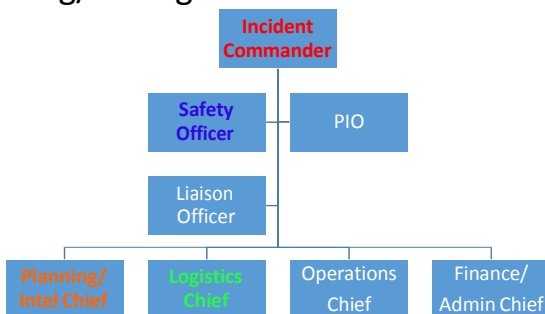 Incident
Commander
Safety
Officer
PIO
Liaison
Officer
Planning/
Intel Chief
Logistics
Chief
Operations
Chief
Finance/
Admin Chief